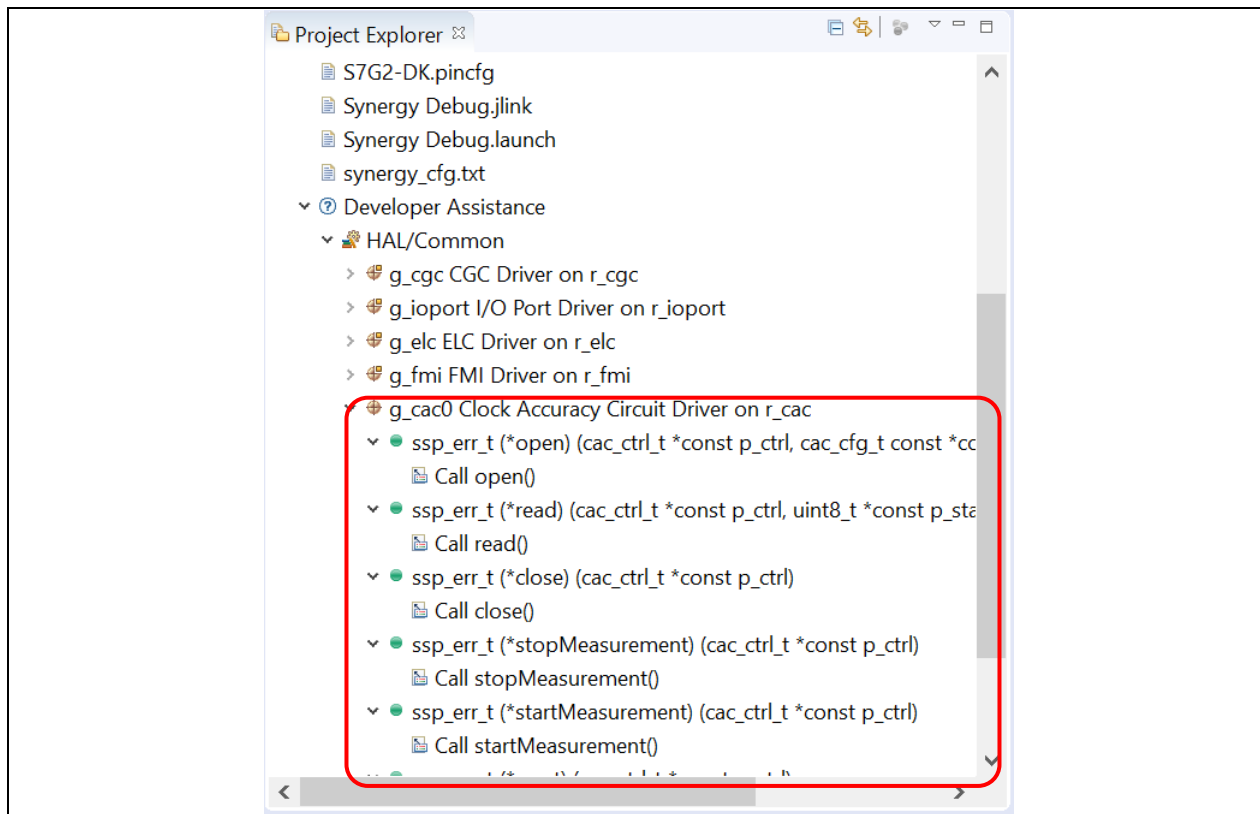 Project Explorer
S7G2-DK.pincfg
Synergy Debug.jlink
Synergy Debug.launch
synergy_cfg.txt
Developer Assistance
HAL/Common
g_cgc CGC Driver on r_cgc
g_ioport I/O Port Driver on r_ioport
g_elc ELC Driver on r_elc
g_fmi FMI Driver on r_fmi
g_cac0 Clock Accuracy Circuit Driver on r_cac
ssp_err_t (*open) (cac_ctrl_t *const p_ctrl, cac_cfg_t const *cc
Call open()
ssp_err_t (*read) (cac_ctrl_t *const p_ctrl, uint8_t *const p_sta
Call read()
ssp_err_t (*close) (cac_ctrl_t *const p_ctrl)
Call close()
ssp_err_t (*stopMeasurement) (cac_ctrl_t *const p_ctrl)
Call stopMeasurement()
ssp_err_t (*startMeasurement) (cac_ctrl_t *const p_ctrl)
Call startMeasurement()